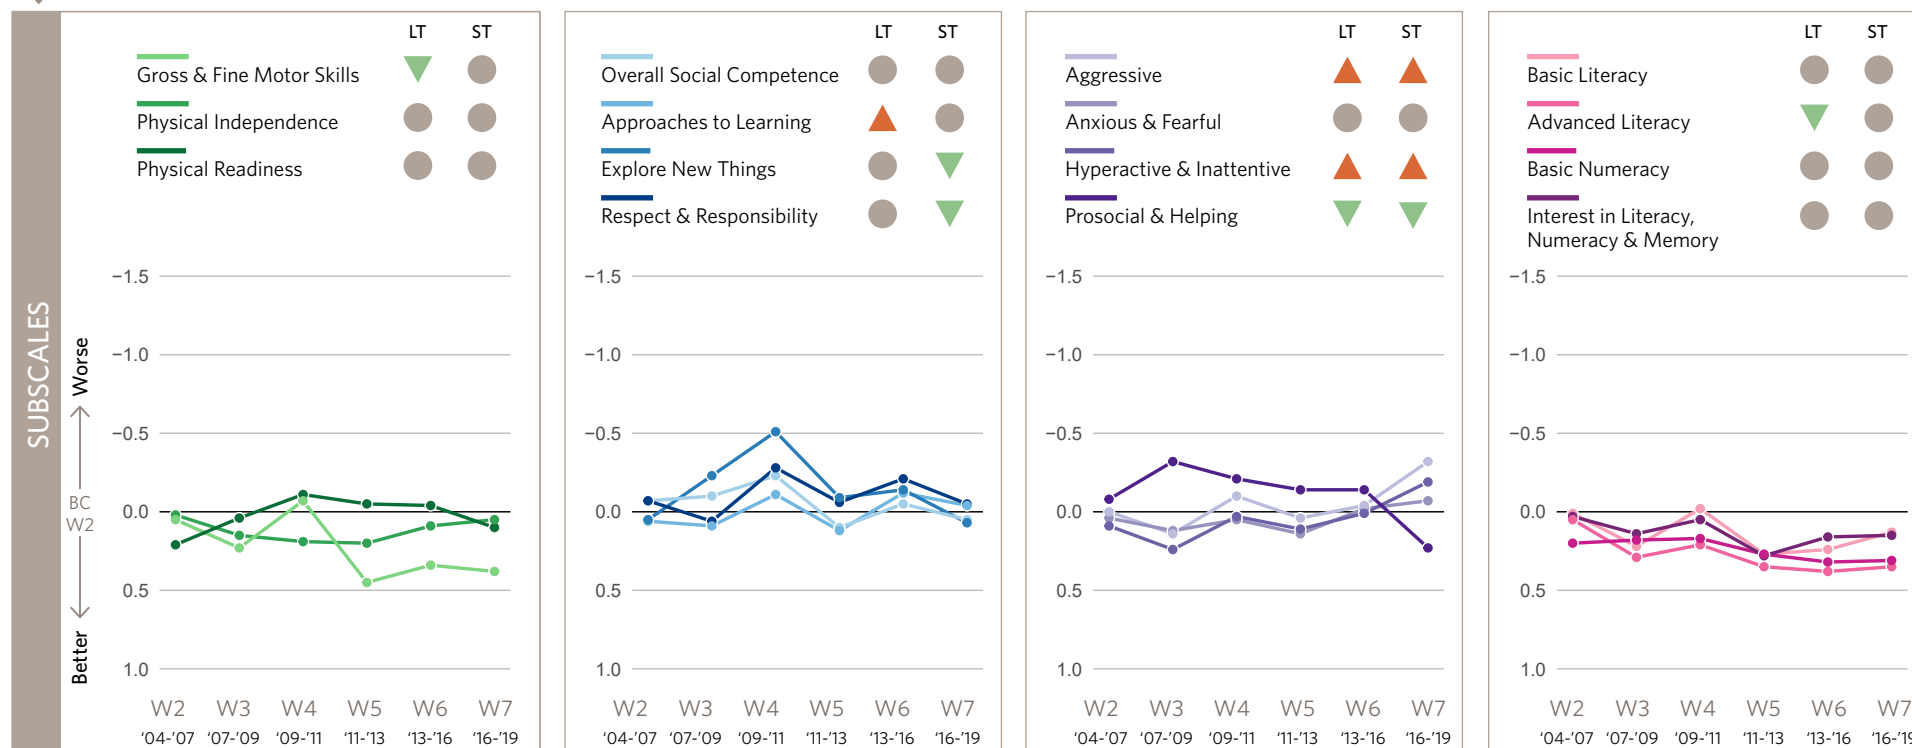 SUBSCALES
Worse
BC
W2
Better
LT ST
Gross & Fine Motor Skills
Physical Independence
Physical Readiness
−1.5
−1.0
−0.5
0.0
0.5
1.0
W2 W3 W4 W5 W6 W7
‘04-’07 ‘07-’09 ‘09-’11 ‘11-’13 ‘13-’16 ‘16-’19
LT ST
Overall Social Competence
Approaches to Learning
Explore New Things
Respect & Responsibility
−1.5
−1.0
−0.5
0.0
0.5
1.0
W2 W3 W4 W5 W6 W7
‘04-’07 ‘07-’09 ‘09-’11 ‘11-’13 ‘13-’16 ‘16-’19
LT ST
Aggressive
Anxious & Fearful
Hyperactive & Inattentive
Prosocial & Helping
−1.5
−1.0
−0.5
0.0
0.5
1.0
W2 W3 W4 W5 W6 W7
‘04-’07 ‘07-’09 ‘09-’11 ‘11-’13 ‘13-’16 ‘16-’19
LT ST
Basic Literacy
Advanced Literacy
Basic Numeracy
Interest in Literacy,
Numeracy & Memory
−1.5
−1.0
−0.5
0.0
0.5
1.0
W2 W3 W4 W5 W6 W7
‘04-’07 ‘07-’09 ‘09-’11 ‘11-’13 ‘13-’16 ‘16-’19